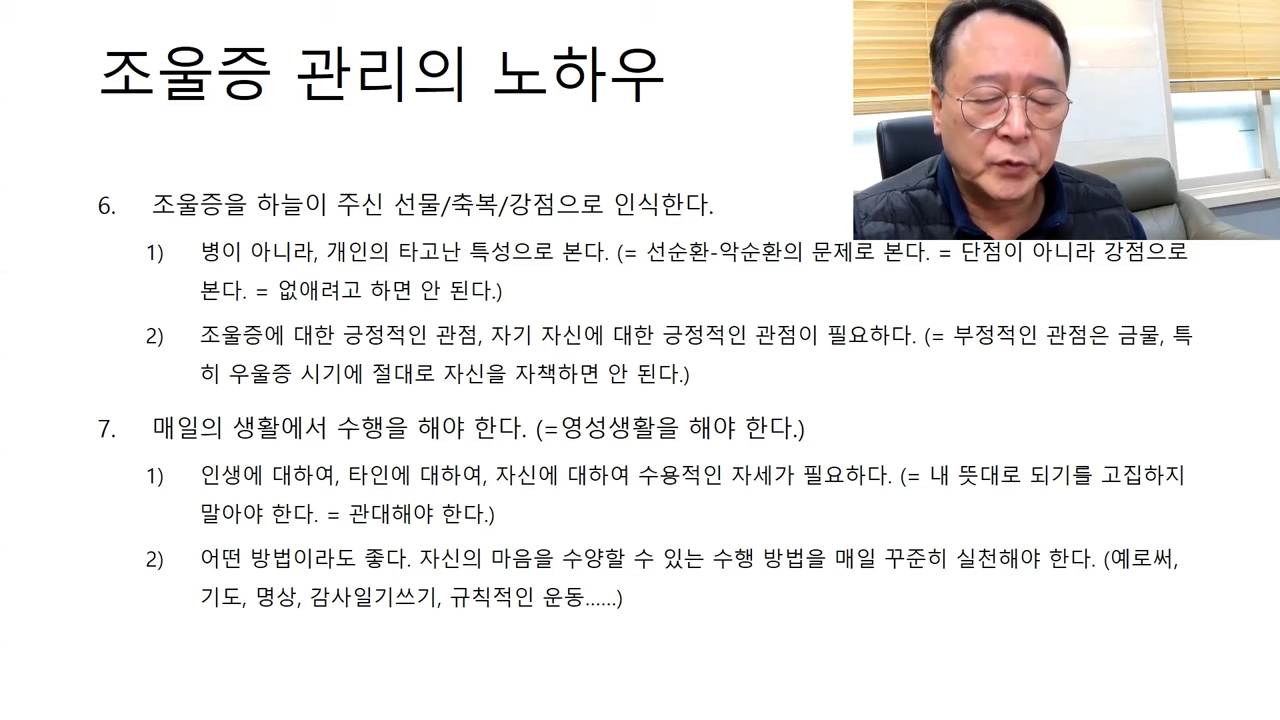 조울증 관리의 노하우
6. 조울증을 하늘이 주신 선물/축복/강점으로 인식한다.
1) 병이 아니라, 개인의 타고난 특성으로 본다. (= 선순환-악순환의 문제로 본다. = 단점이 아니라 강점으로
본다. = 없애려고 하면 안 된다.)
2) 조울증에 대한 긍정적인 관점, 자기 자신에 대한 긍정적인 관점이 필요하다. (= 부정적인 관점은 금물, 특
히 우울증 시기에 절대로 자신을 자책하면 안 된다.)
7. 매일의 생활에서 수행을 해야 한다. (=영성생활을 해야 한다.)
1) 인생에 대하여, 타인에 대하여, 자신에 대하여 수용적인 자세가 필요하다. (= 내 뜻대로 되기를 고집하지
말아야 한다. = 관대해야 한다.)
2) 어떤 방법이라도 좋다. 자신의 마음을 수양할 수 있는 수행 방법을 매일 꾸준히 실천해야 한다. (예로써,
기도, 명상, 감사일기쓰기, 규칙적인 운동......)